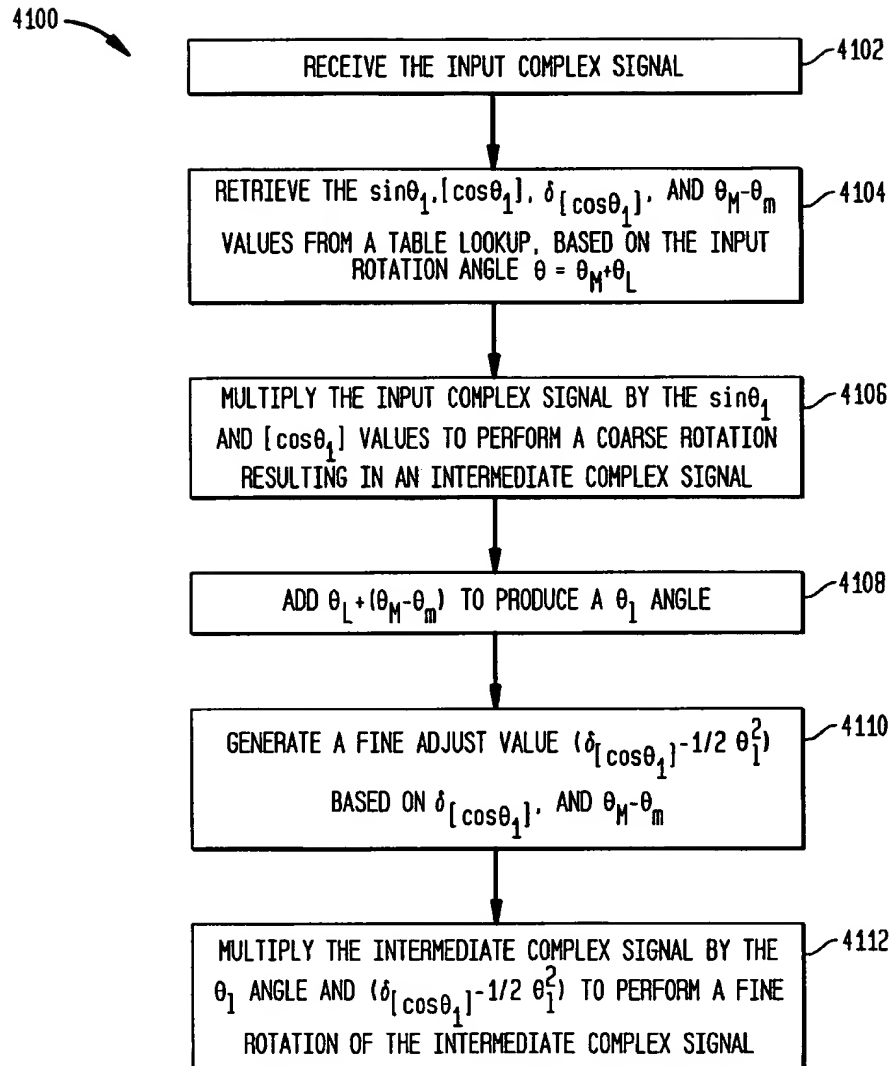 4100
RECEIVE THE INPUT COMPLEX SIGNAL
4102
RETRIEVE THE sinθ₁,[cosθ₁], δ[cosθ₁], AND θM-θm
VALUES FROM A TABLE LOOKUP, BASED ON THE INPUT
ROTATION ANGLE θ = θM+θL
4104
MULTIPLY THE INPUT COMPLEX SIGNAL BY THE sinθ₁
AND [cosθ₁] VALUES TO PERFORM A COARSE ROTATION
RESULTING IN AN INTERMEDIATE COMPLEX SIGNAL
4106
ADD θL+(θM-θm) TO PRODUCE A θl ANGLE
4108
GENERATE A FINE ADJUST VALUE (δ[cosθ₁]-1/2 θl²)
BASED ON δ[cosθ₁], AND θM-θm
4110
MULTIPLY THE INTERMEDIATE COMPLEX SIGNAL BY THE
θl ANGLE AND (δ[cosθ₁]-1/2 θl²) TO PERFORM A FINE
ROTATION OF THE INTERMEDIATE COMPLEX SIGNAL
4112